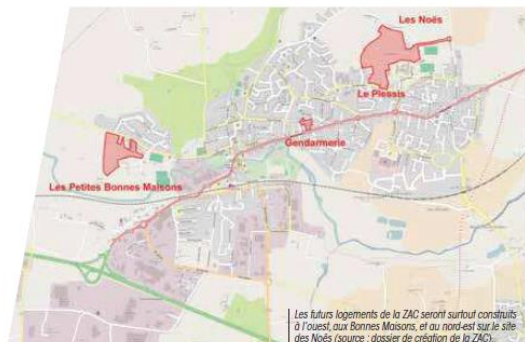 Les Noës
Le Plessis
Gendarmerie
Les Petites Bonnes Maisons
Les futurs logements de la ZAC seront surtout construits
à l'ouest, aux Bonnes Maisons, et au nord-est sur le site
des Noës (source : dossier de création de la ZAC).